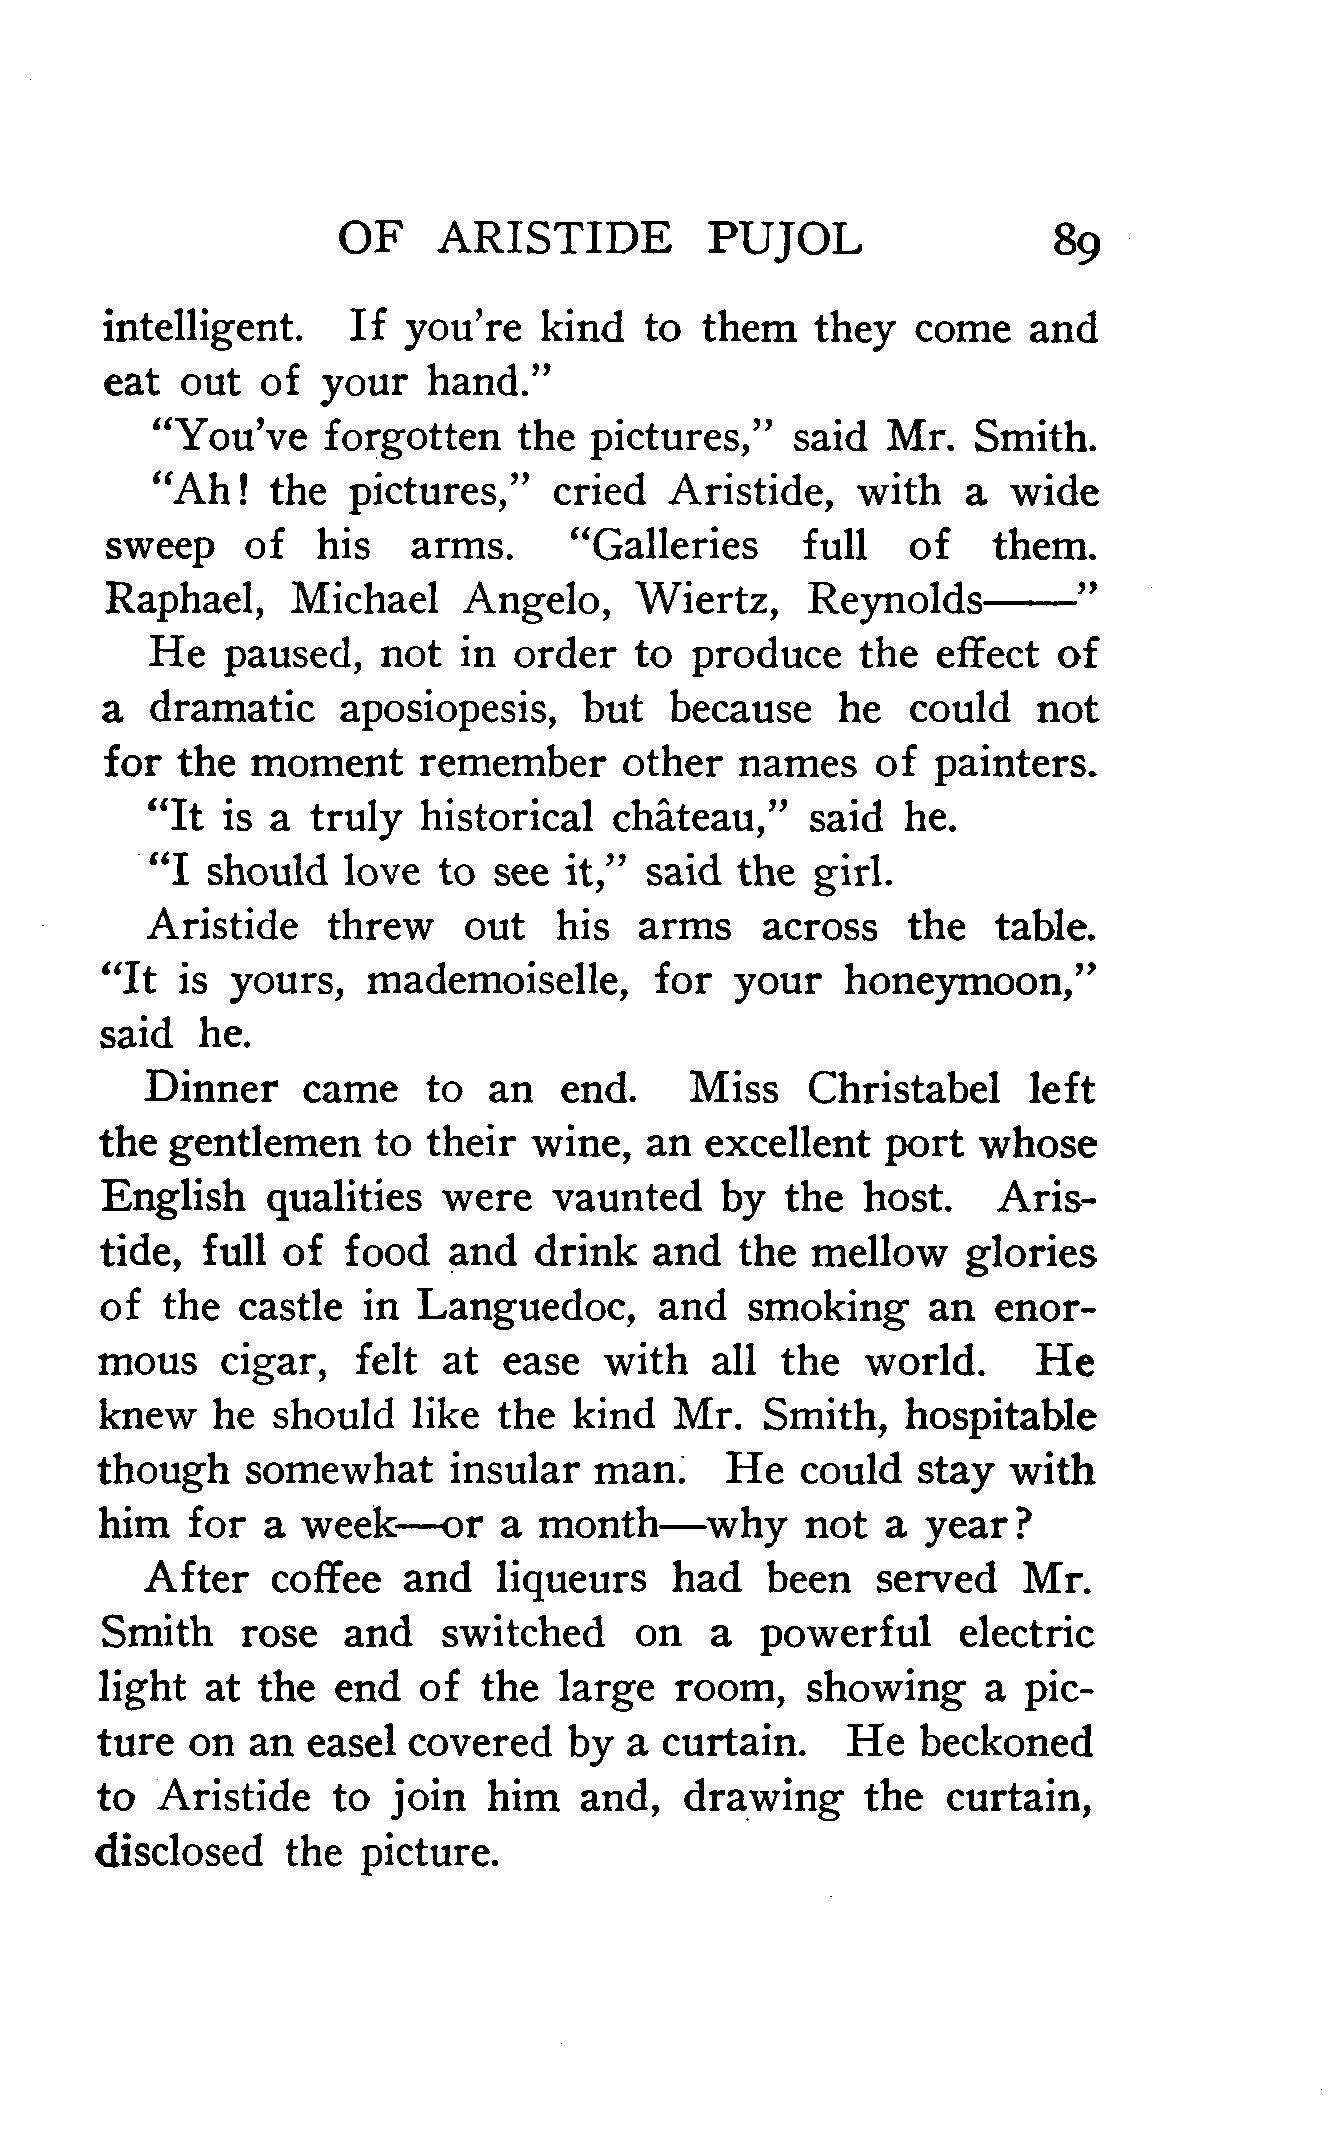 OF ARISTIDE PUJOL 89
intelligent. If you're kind to them they come and
eat out of your hand."
"You've forgotten the pictures," said Mr. Smith.
"Ah! the pictures," cried Aristide, with a wide
sweep of his arms. "Galleries full of them.
Raphael, Michael Angelo, Wiertz, Reynolds——"
He paused, not in order to produce the effect of
a dramatic aposiopesis, but because he could not
for the moment remember other names of painters.
"It is a truly historical château," said he.
"I should love to see it," said the girl.
Aristide threw out his arms across the table.
"It is yours, mademoiselle, for your honeymoon,"
said he.
Dinner came to an end. Miss Christabel left
the gentlemen to their wine, an excellent port whose
English qualities were vaunted by the host. Aris-
tide, full of food and drink and the mellow glories
of the castle in Languedoc, and smoking an enor-
mous cigar, felt at ease with all the world. He
knew he should like the kind Mr. Smith, hospitable
though somewhat insular man. He could stay with
him for a week—or a month—why not a year?
After coffee and liqueurs had been served Mr.
Smith rose and switched on a powerful electric
light at the end of the large room, showing a pic-
ture on an easel covered by a curtain. He beckoned
to Aristide to join him and, drawing the curtain,
disclosed the picture.